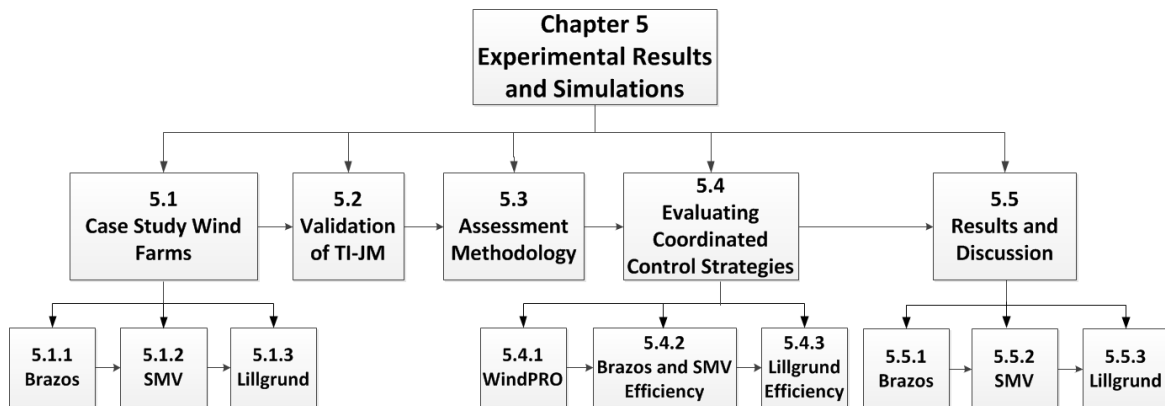 Chapter 5
Experimental Results
and Simulations
5.1
Case Study Wind
Farms
5.2
Validation
of TI-JM
5.3
Assessment
Methodology
5.4
Evaluating
Coordinated
Control Strategies
5.5
Results and
Discussion
5.1.1
Brazos
5.1.2
SMV
5.1.3
Lillgrund
5.4.1
WindPRO
5.4.2
Brazos and SMV
Efficiency
5.4.3
Lillgrund
Efficiency
5.5.1
Brazos
5.5.2
SMV
5.5.3
Lillgrund